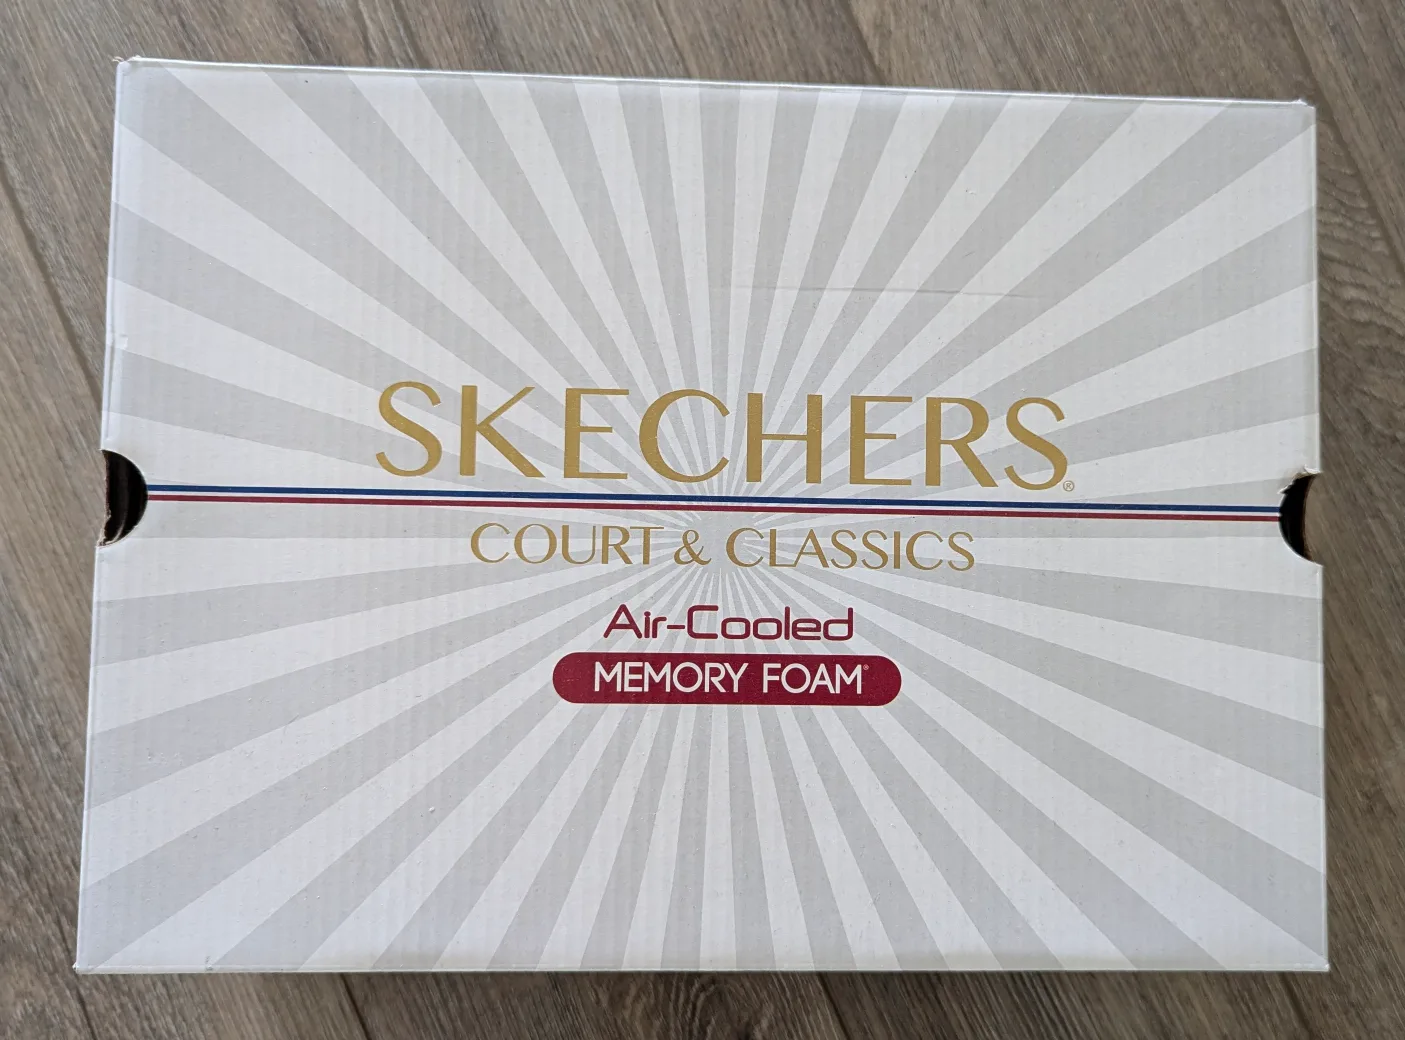 SKECHERS®
COURT & CLASSICS
Air-Cooled
MEMORY FOAM®